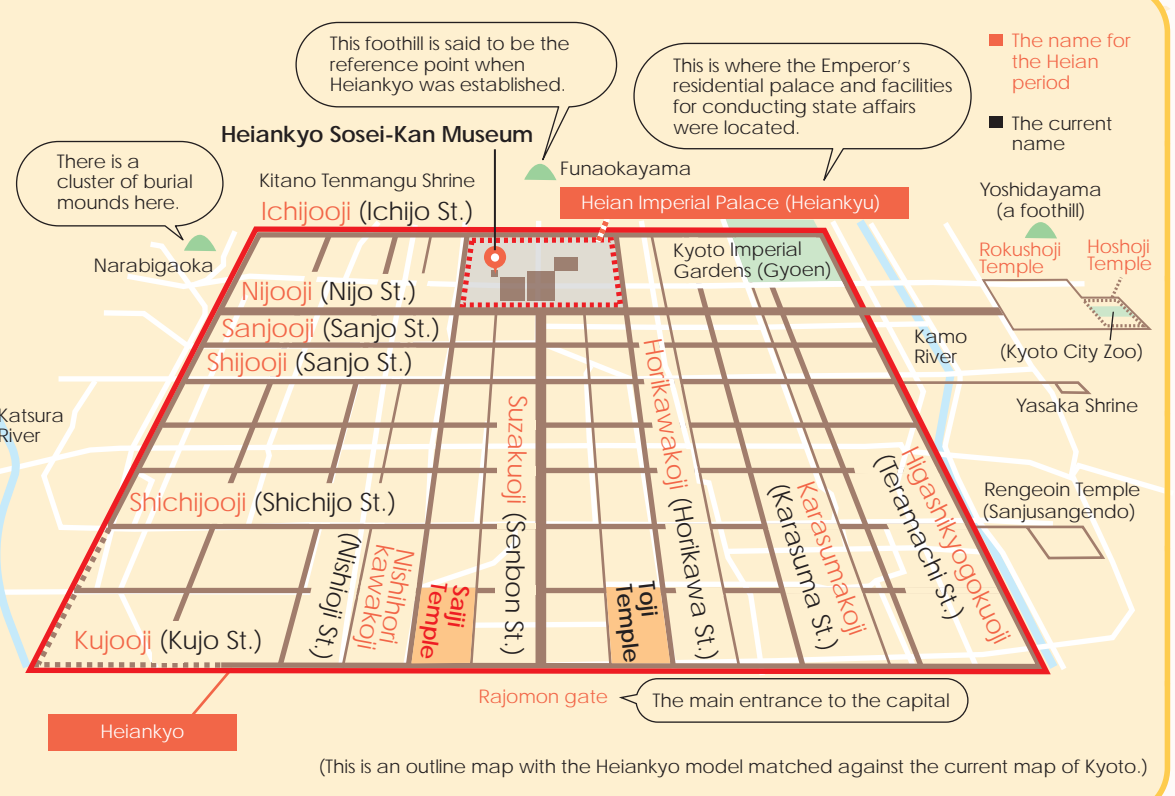 This foothill is said to be the
reference point when
Heiankyo was established.
This is where the Emperor's
residential palace and facilities
for conducting state affairs
were located.
The name for
the Heian
period
The current
name
Heiankyo Sosei-Kan Museum
There is a
cluster of burial
mounds here.
Kitano Tenmangu Shrine
Funaokayama
Yoshidayama
(a foothill)
Ichijooji (Ichijo St.)
Heian Imperial Palace (Heiankyu)
Narabigaoka
Kyoto Imperial
Gardens (Gyoen)
Rokushoji
Temple
Hoshoji
Temple
Nijooji (Nijo St.)
Sanjooji (Sanjo St.)
Shijooji (Sanjo St.)
Kamo
River
(Kyoto City Zoo)
Yasaka Shrine
Katsura
River
Suzakuoji (Senbon St.)
Horikawakoji (Horikawa St.)
Karasumakoji
(Karasuma St.)
Higashikyogokuoji
(Teramachi St.)
Shichijooji (Shichijo St.)
Rengeoin Temple
(Sanjusangendo)
Nishihori
kawakoji
(Nishioji St.)
Saiji
Temple
Toji
Temple
Kujooji (Kujo St.)
Rajomon gate
The main entrance to the capital
Heiankyo
(This is an outline map with the Heiankyo model matched against the current map of Kyoto.)